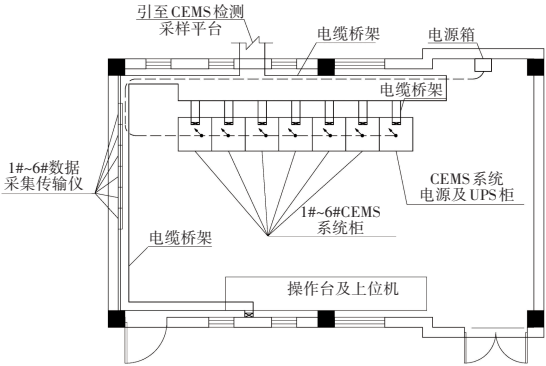 引至CEMS检测
采样平台
电缆桥架
电源箱
电缆桥架
1#~6#数据
采集传输仪
CEMS系统
电源及UPS柜
1#~6#CEMS
系统柜
电缆桥架
操作台及上位机